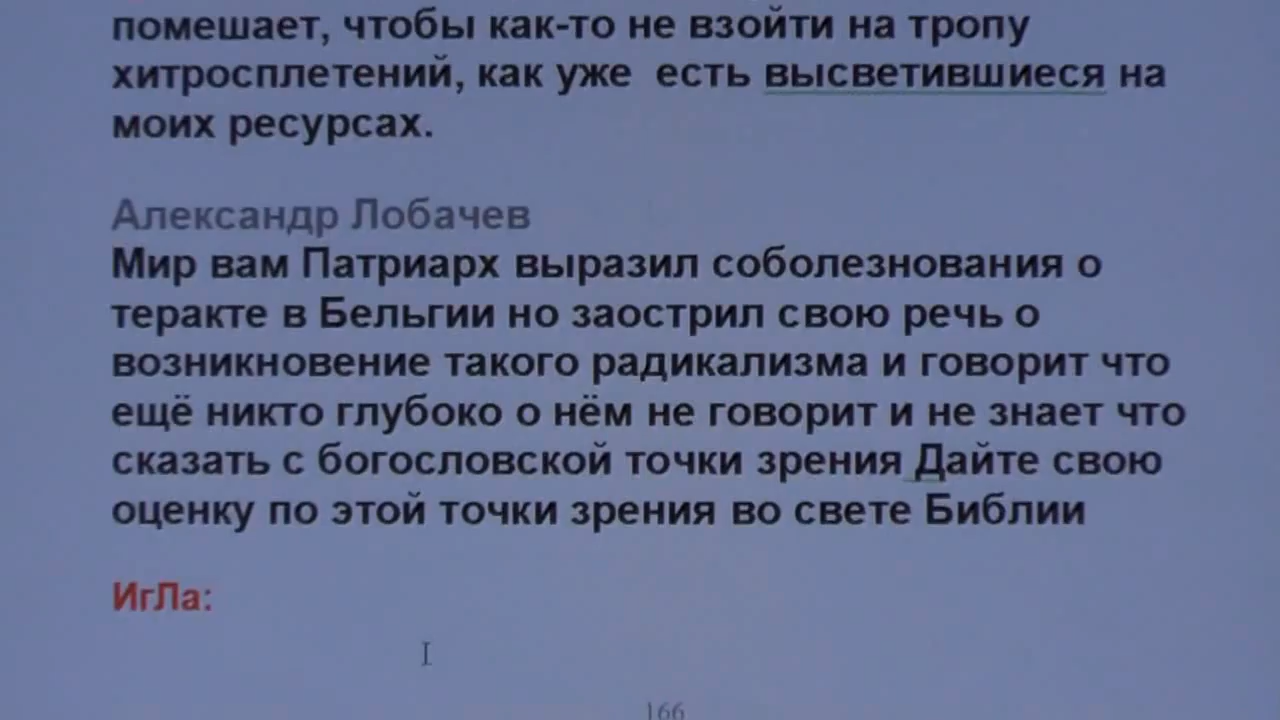 помешает, чтобы как-то не взойти на тропу
хитросплетений, как уже есть высветившиеся на
моих ресурсах.
Александр Лобачев
Мир вам Патриарх выразил соболезнования о
теракте в Бельгии но заострил свою речь о
возникновение такого радикализма и говорит что
ещё никто глубоко о нём не говорит и не знает что
сказать с богословской точки зрения Дайте свою
оценку по этой точки зрения во свете Библии
ИгЛа:
166